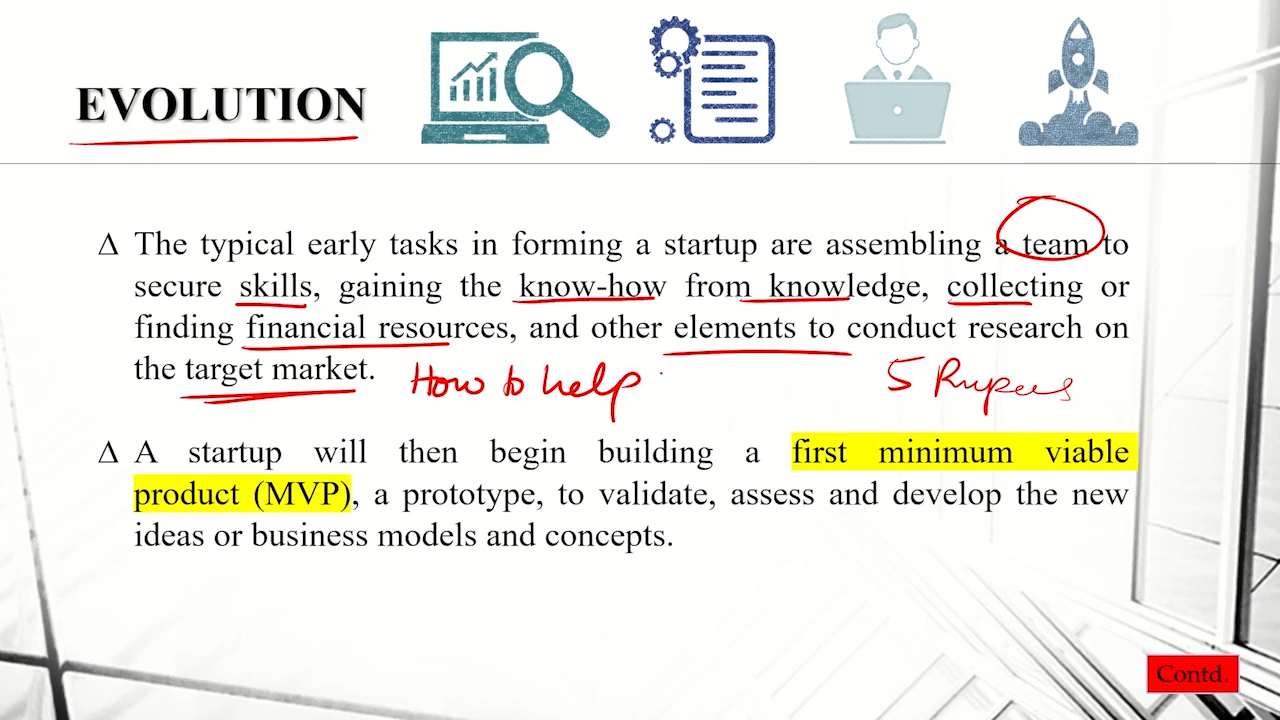 EVOLUTION
Δ The typical early tasks in forming a startup are assembling a team to
secure skills, gaining the know-how from knowledge, collecting or
finding financial resources, and other elements to conduct research on
the target market.
How to help
5 Rupees
Δ A startup will then begin building a first minimum viable
product (MVP), a prototype, to validate, assess and develop the new
ideas or business models and concepts.
Contd.